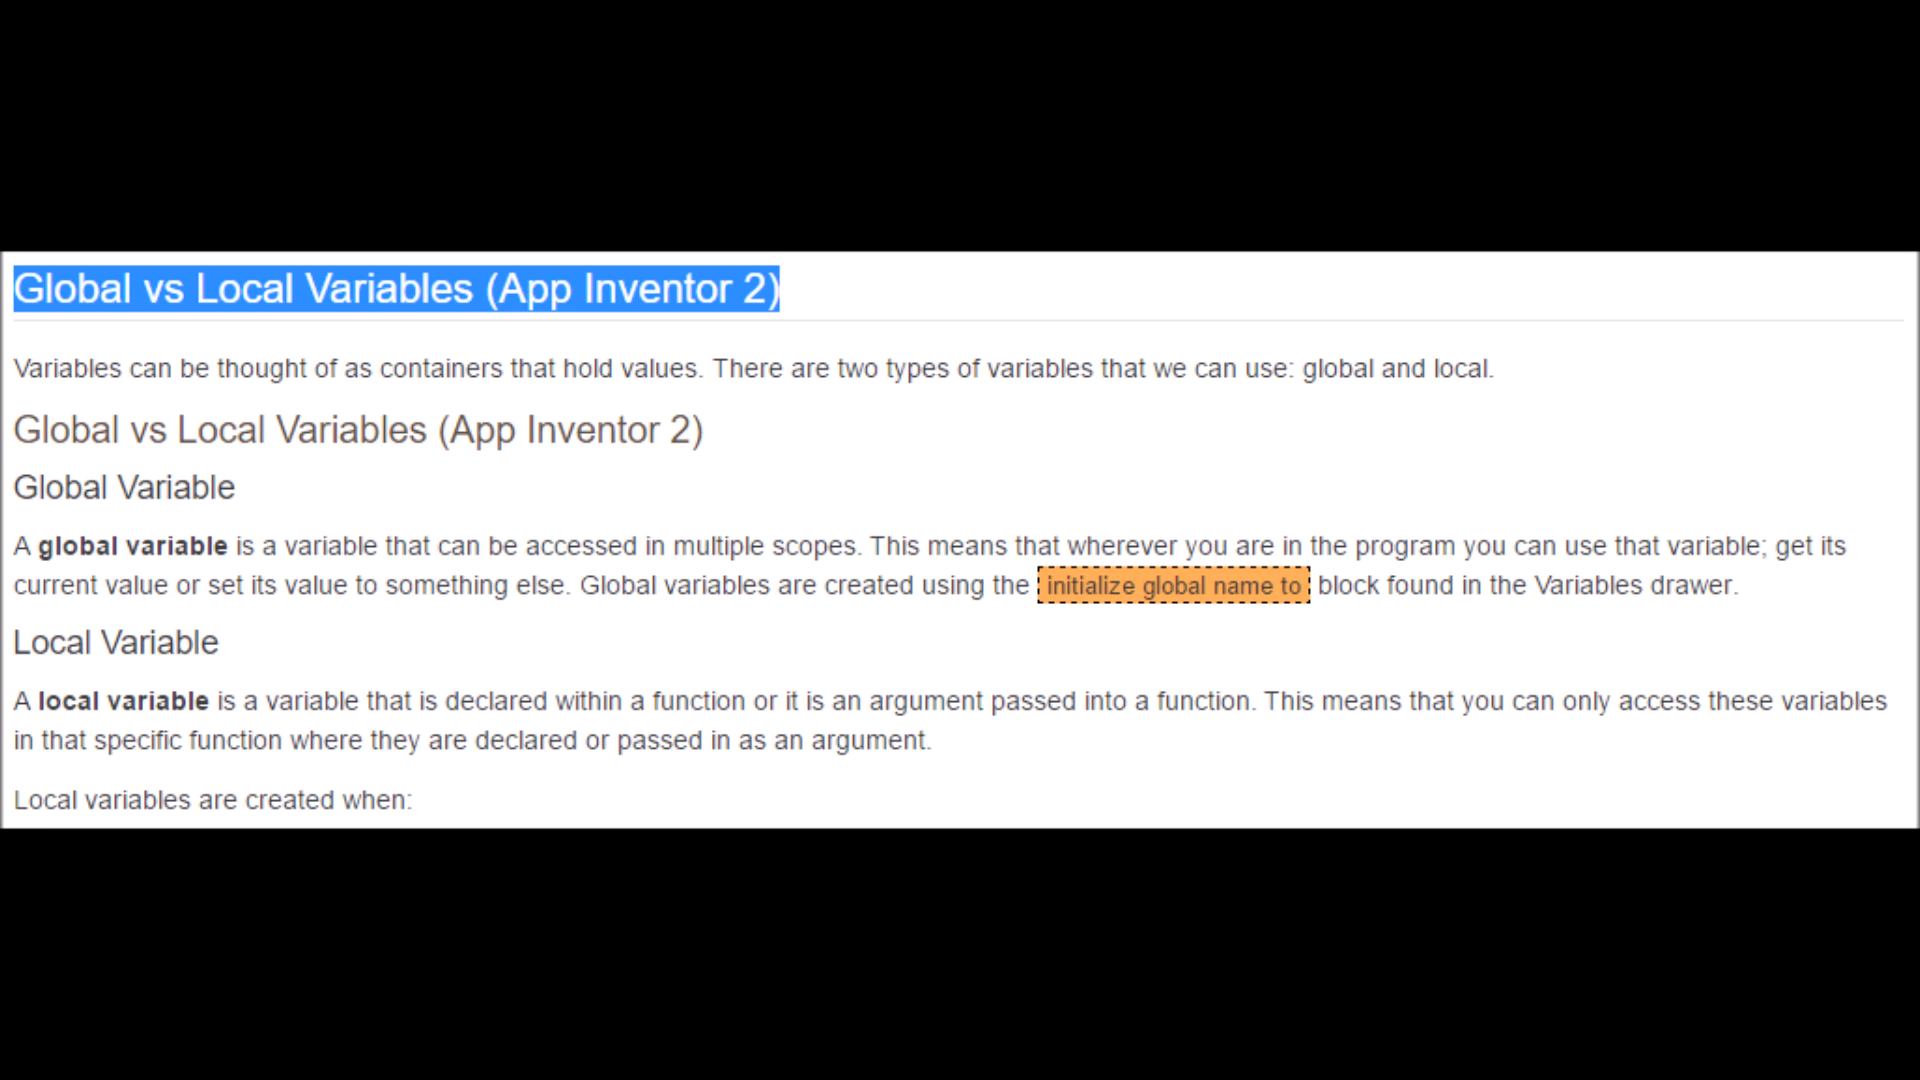 Global vs Local Variables (App Inventor 2)
Variables can be thought of as containers that hold values. There are two types of variables that we can use: global and local.
Global vs Local Variables (App Inventor 2)
Global Variable
A global variable is a variable that can be accessed in multiple scopes. This means that wherever you are in the program you can use that variable; get its
current value or set its value to something else. Global variables are created using the initialize global name to block found in the Variables drawer.
Local Variable
A local variable is a variable that is declared within a function or it is an argument passed into a function. This means that you can only access these variables
in that specific function where they are declared or passed in as an argument.
Local variables are created when: